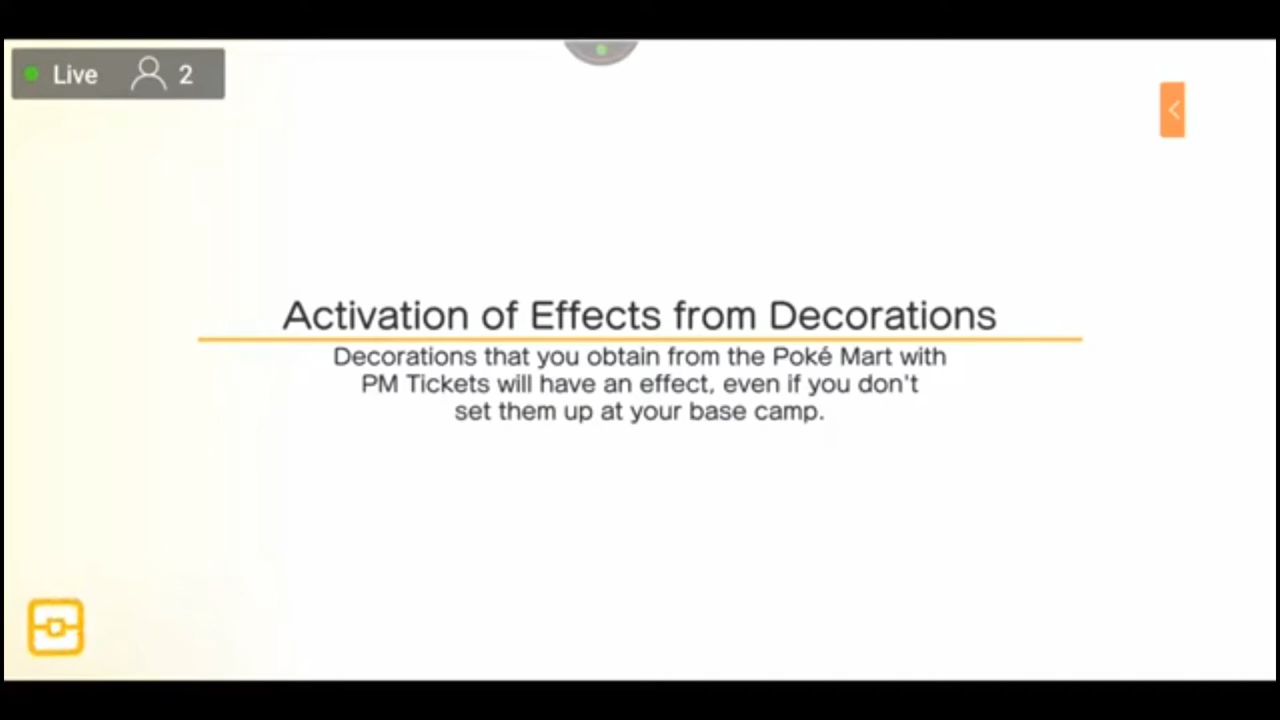 Live 2
Activation of Effects from Decorations
Decorations that you obtain from the Poké Mart with
PM Tickets will have an effect, even if you don't
set them up at your base camp.